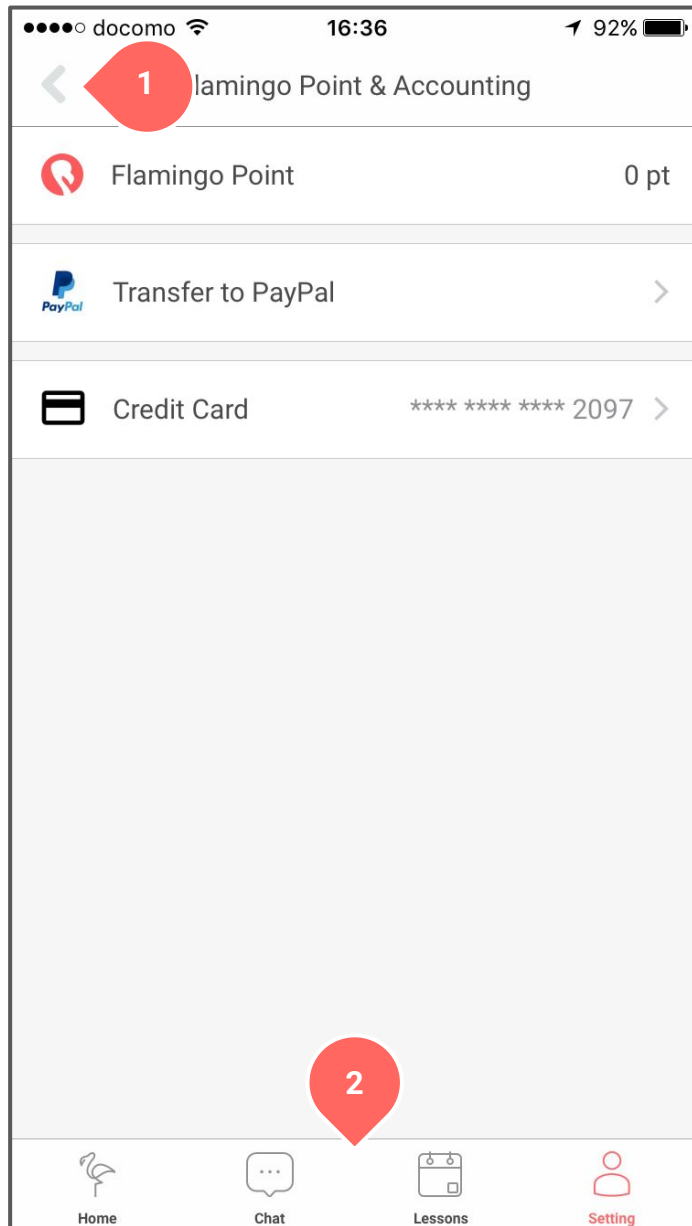 docomo 16:36 92%
1 lamingo Point & Accounting
Flamingo Point 0 pt
PayPal Transfer to PayPal
Credit Card **** **** **** 2097
2
Home Chat Lessons Setting